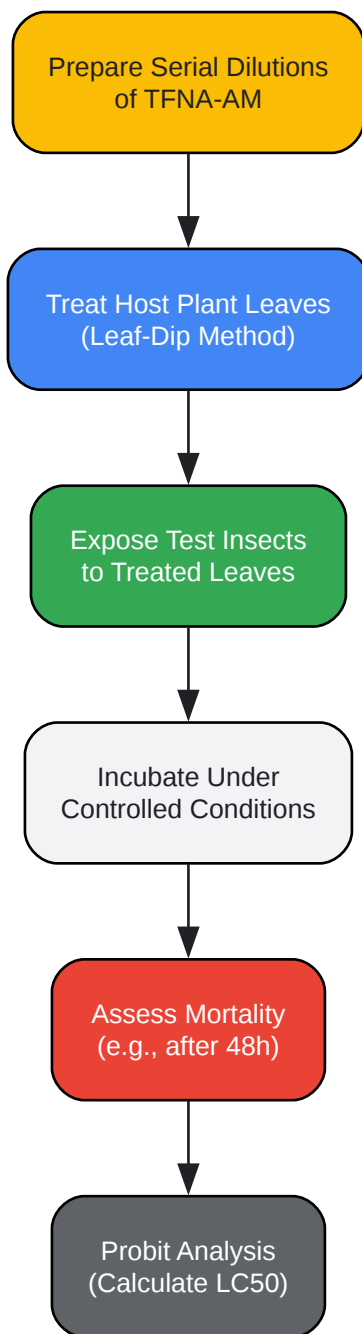 Prepare Serial Dilutions
of TFNA-AM
Treat Host Plant Leaves
(Leaf-Dip Method)
Expose Test Insects
to Treated Leaves
Incubate Under
Controlled Conditions
Assess Mortality
(e.g., after 48h)
Probit Analysis
(Calculate LC50)